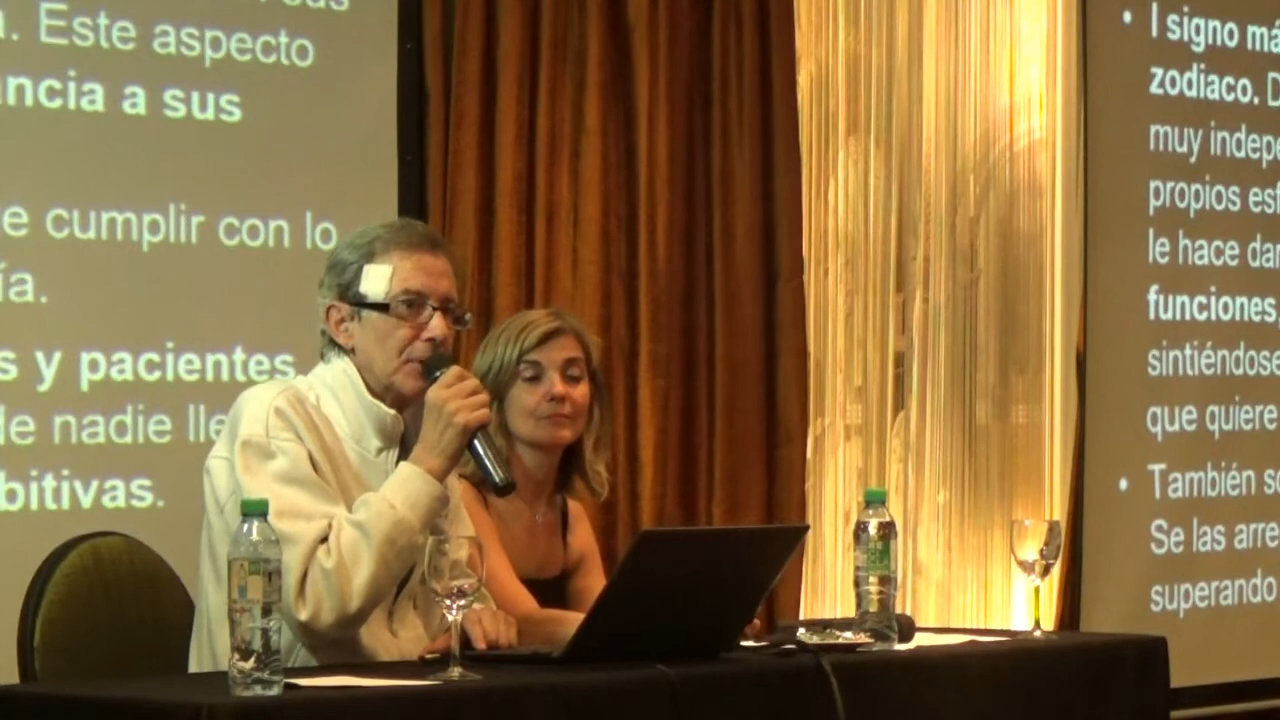 . Este aspecto
ncia a sus
e cumplir con lo
ía.
s y pacientes
de nadie lle
bitivas.
• l signo má
zodiaco. D
muy indepe
propios es
le hace dar
funciones,
sintiéndose
que quiere
• También so
Se las arre
superando